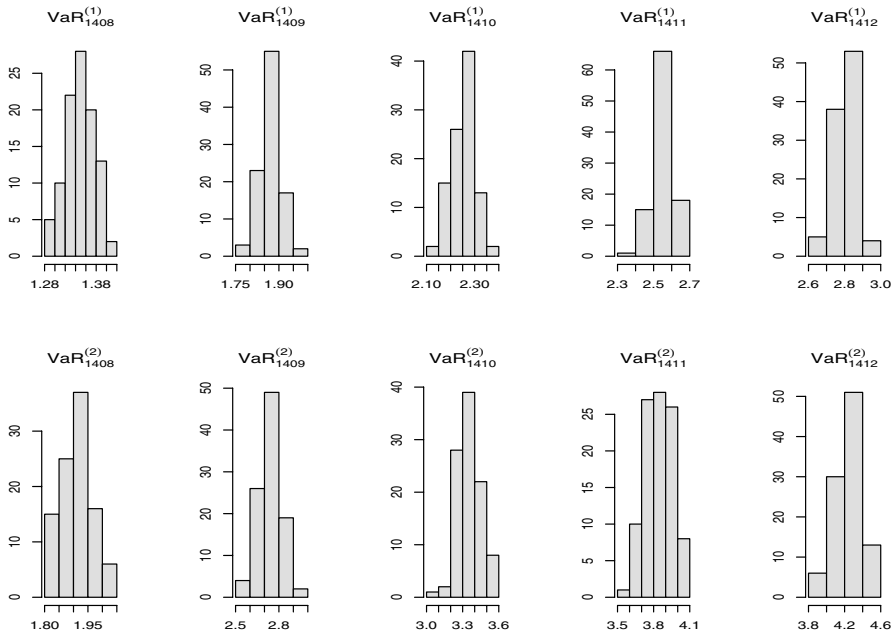 VaR^{(1)}_{1408} VaR^{(1)}_{1409} VaR^{(1)}_{1410} VaR^{(1)}_{1411} VaR^{(1)}_{1412}
0 5 10 15 20 25
1.28 1.38
0 10 20 30 40 50
1.75 1.90
0 10 20 30 40
2.10 2.30
0 10 20 30 40 50 60
2.3 2.5 2.7
0 10 20 30 40 50
2.6 2.8 3.0
VaR^{(2)}_{1408} VaR^{(2)}_{1409} VaR^{(2)}_{1410} VaR^{(2)}_{1411} VaR^{(2)}_{1412}
0 10 20 30
1.80 1.95
0 10 20 30 40 50
2.5 2.8
0 10 20 30 40
3.0 3.3 3.6
0 5 10 15 20 25
3.5 3.8 4.1
0 10 20 30 40 50
3.8 4.2 4.6